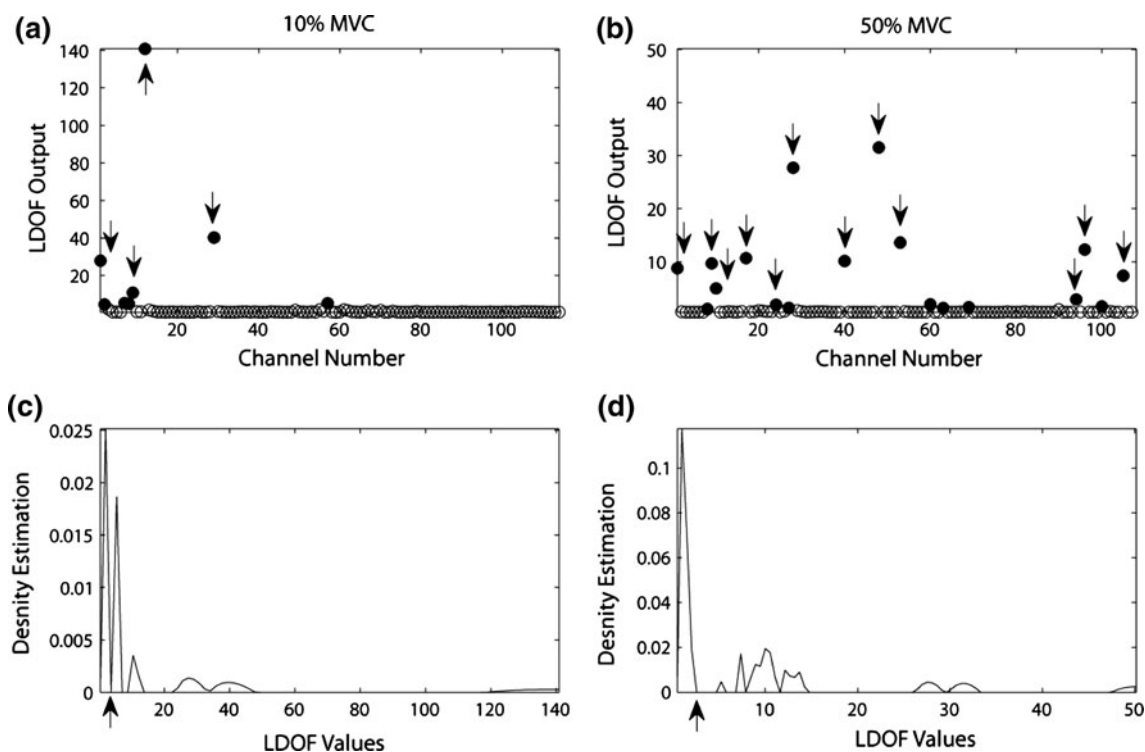 (a) 10% MVC
140
120
100
80
60
40
20
LDOF Output
20 40 60 80 100
Channel Number
(b) 50% MVC
50
40
30
20
10
LDOF Output
20 40 60 80 100
Channel Number
(c)
0.025
0.02
0.015
0.01
0.005
0
Desnity Estimation
20 40 60 80 100 120 140
LDOF Values
(d)
0.1
0.08
0.06
0.04
0.02
0
Desnity Estimation
10 20 30 40 50
LDOF Values